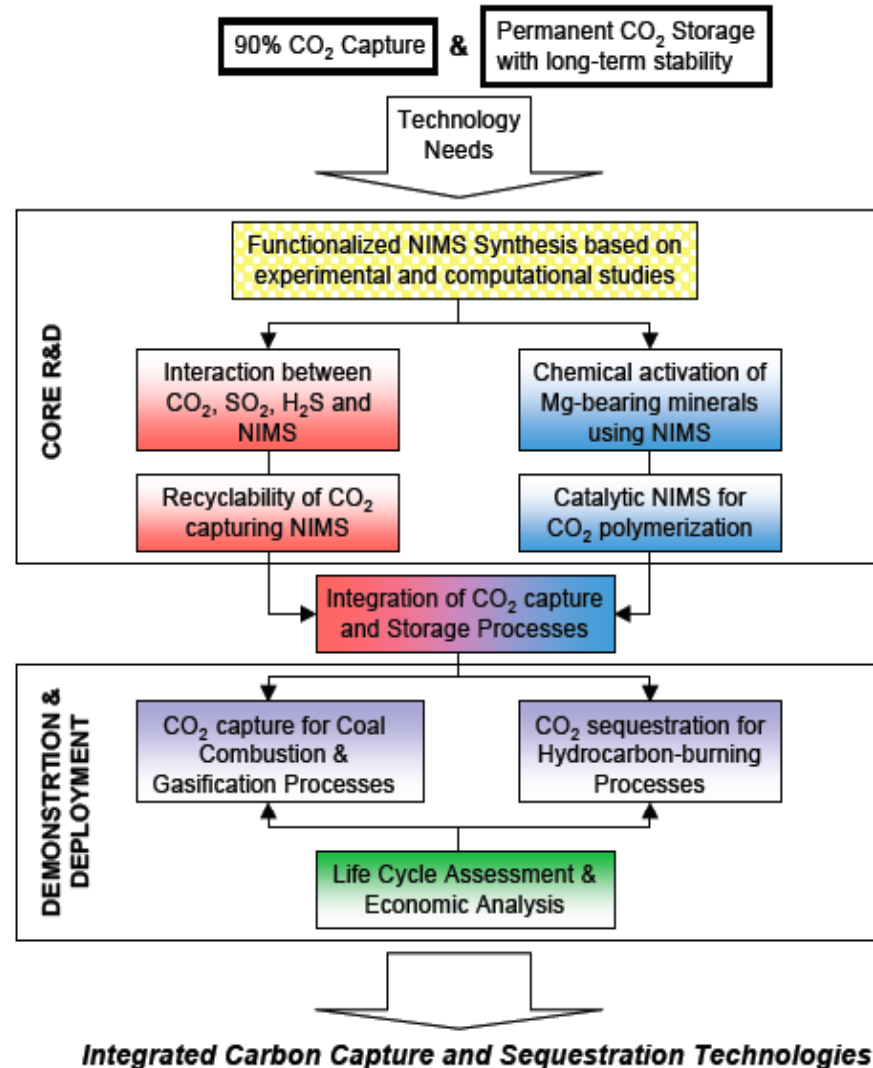 90% CO₂ Capture
&
Permanent CO₂ Storage
with long-term stability
Technology
Needs
CORE R&D
Functionalized NIMS Synthesis based on
experimental and computational studies
Interaction between
CO₂, SO₂, H₂S and
NIMS
Chemical activation of
Mg-bearing minerals
using NIMS
Recyclability of CO₂
capturing NIMS
Catalytic NIMS for
CO₂ polymerization
Integration of CO₂ capture
and Storage Processes
DEMONSTRTION &
DEPLOYMENT
CO₂ capture for Coal
Combustion &
Gasification Processes
CO₂ sequestration for
Hydrocarbon-burning
Processes
Life Cycle Assessment &
Economic Analysis
Integrated Carbon Capture and Sequestration Technologies